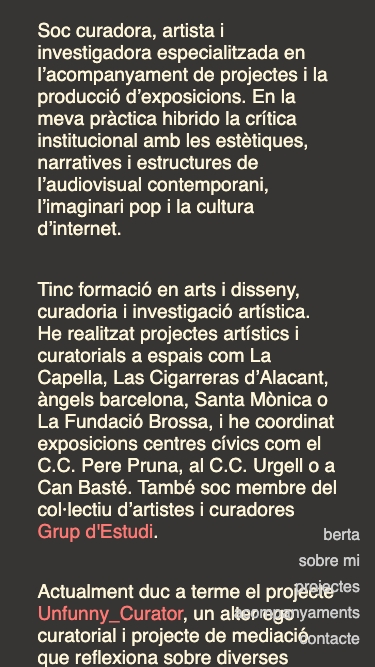 Soc curadora, artista i
investigadora especialitzada en
l’acompanyament de projectes i la
producció d’exposicions. En la
meva pràctica hibrido la crítica
institucional amb les estètiques,
narratives i estructures de
l’audiovisual contemporani,
l’imaginari pop i la cultura
d’internet.
Tinc formació en arts i disseny,
curadoria i investigació artística.
He realitzat projectes artístics i
curatorials a espais com La
Capella, Las Cigarreras d’Alacant,
àngels barcelona, Santa Mònica o
La Fundació Brossa, i he coordinat
exposicions centres cívics com el
C.C. Pere Pruna, al C.C. Urgell o a
Can Basté. També soc membre del
col·lectiu d’artistes i curadores
Grup d'Estudi.
Actualment duc a terme el projecte
Unfunny_Curator, un alter ego
curatorial i projecte de mediació
que reflexiona sobre diverses
berta
sobre mi
projectes
acompanyaments
contacte